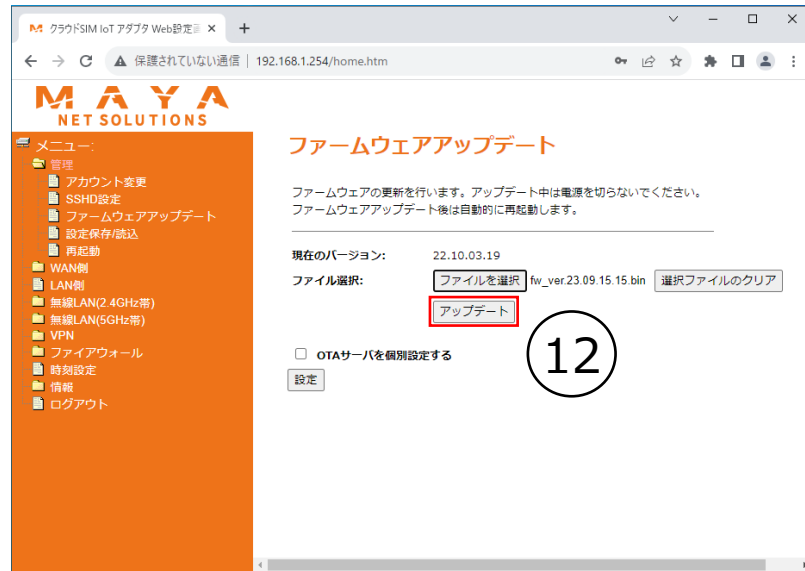 クラウドSIM IoT アダプタ Web設定
保護されていない通信 | 192.168.1.254/home.htm
MAYA
NET SOLUTIONS
メニュー:
管理
アカウント変更
SSHD設定
ファームウェアアップデート
設定保存/読込
再起動
WAN側
LAN側
無線LAN(2.4GHz帯)
無線LAN(5GHz帯)
VPN
ファイアウォール
時刻設定
情報
ログアウト
ファームウェアアップデート
ファームウェアの更新を行います。アップデート中は電源を切らないでください。
ファームウェアアップデート後は自動的に再起動します。
現在のバージョン: 22.10.03.19
ファイル選択: ファイルを選択 fw_ver.23.09.15.15.bin 選択ファイルのクリア
アップデート
12
OTAサーバを個別設定する
設定